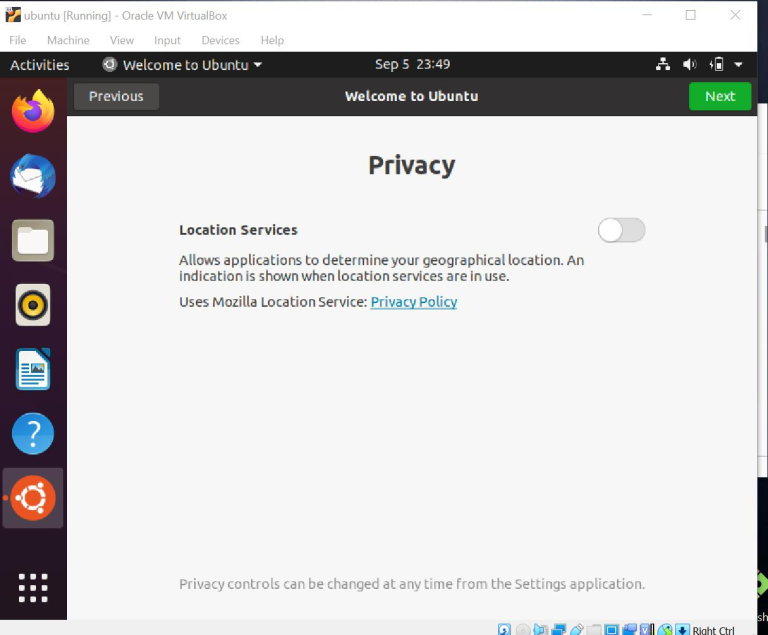 ubuntu [Running] - Oracle VM VirtualBox
File Machine View Input Devices Help
Activities Welcome to Ubuntu Sep 5 23:49
Previous Welcome to Ubuntu Next
Privacy
Location Services
Allows applications to determine your geographical location. An
indication is shown when location services are in use.
Uses Mozilla Location Service: Privacy Policy
Privacy controls can be changed at any time from the Settings application.
sh
Right Ctrl